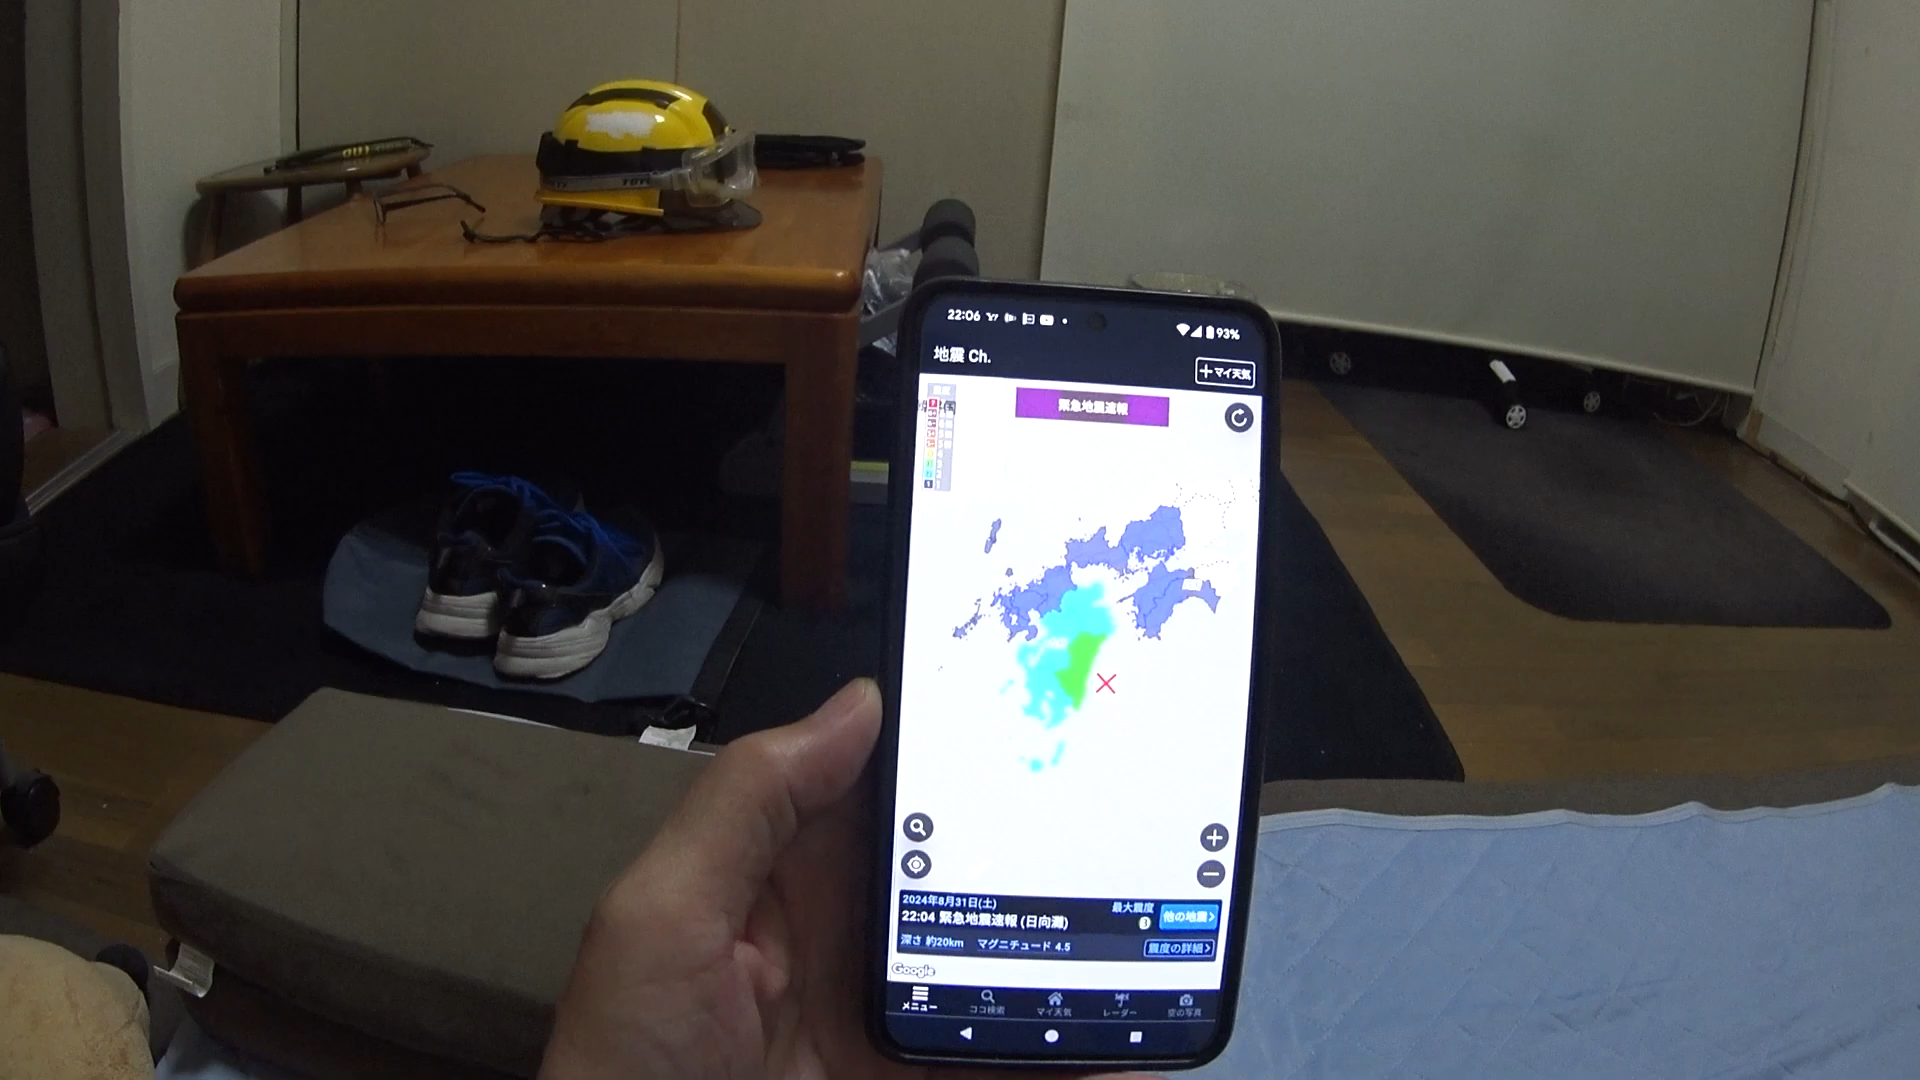 22:06
93%
地震 Ch.
+マイ天気
緊急地震速報
2024年8月31日(土)
22:04 緊急地震速報 (日向灘)
最大震度
3
他の地震>
深さ 約20km マグニチュード 4.5
震度の詳細>
Google
メニュー
ココ検索
マイ天気
レーダー
空の写真